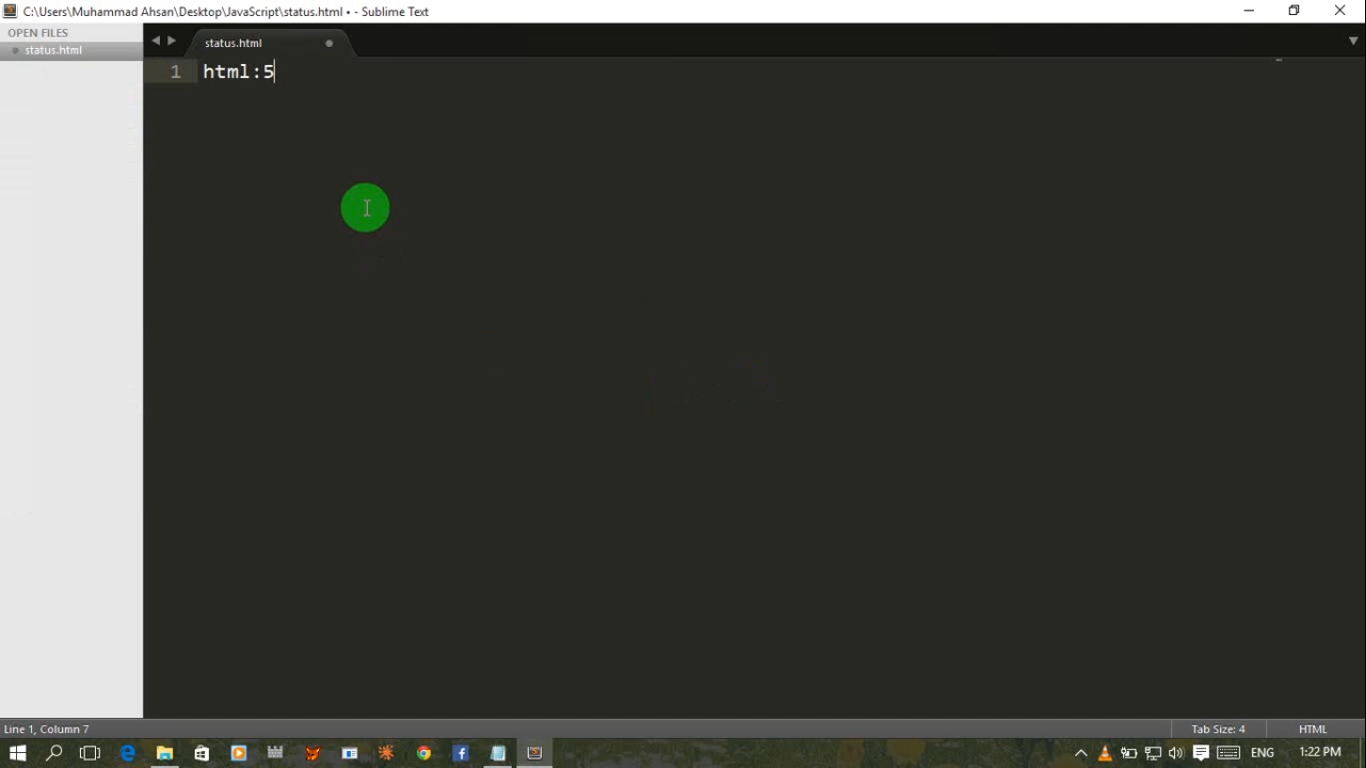 C:\Users\Muhammad Ahsan\Desktop\JavaScript\status.html • - Sublime Text
OPEN FILES
status.html
status.html
1 html:5
Line 1, Column 7
Tab Size: 4
HTML
ENG
1:22 PM